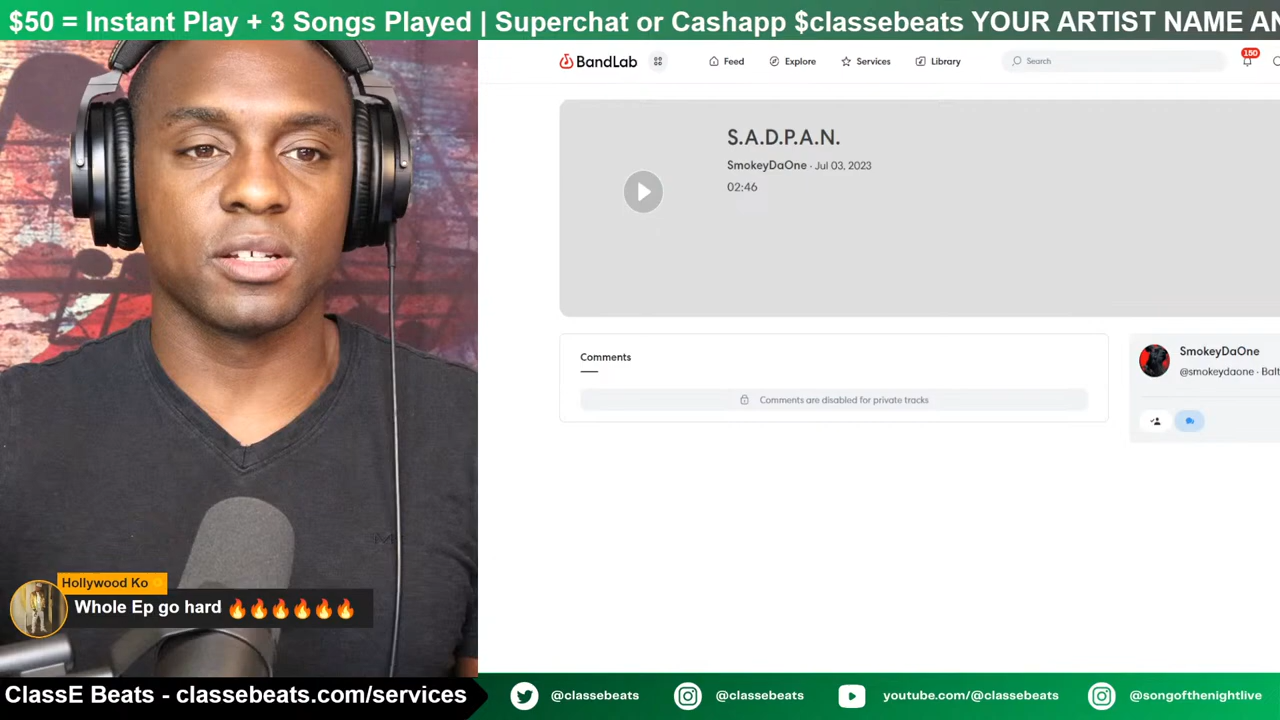 $50 = Instant Play + 3 Songs Played | Superchat or Cashapp $classebeats YOUR ARTIST NAME AN
BandLab
Feed
Explore
Services
Library
Search
150
S.A.D.P.A.N.
SmokeyDaOne · Jul 03, 2023
02:46
Comments
Comments are disabled for private tracks
SmokeyDaOne
@smokeydaone · Balt
Hollywood Ko
Whole Ep go hard 🔥🔥🔥🔥🔥🔥
ClassE Beats - classebeats.com/services
@classebeats
@classebeats
youtube.com/@classebeats
@songofthenightlive